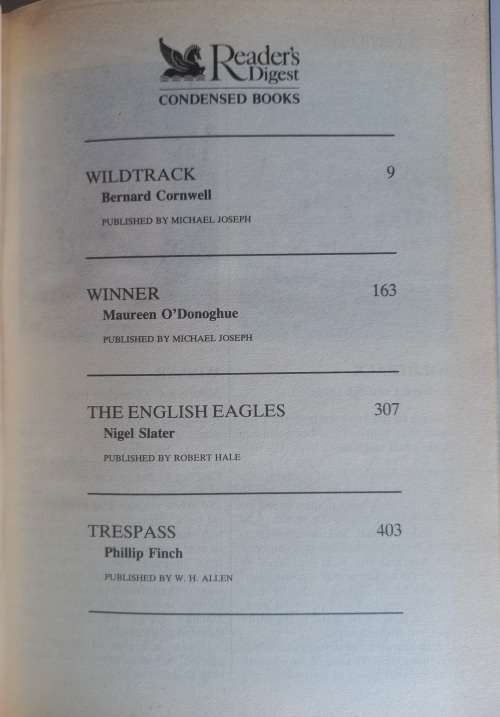 Reader's
Digest
CONDENSED BOOKS
WILDTRACK 9
Bernard Cornwell
PUBLISHED BY MICHAEL JOSEPH
WINNER 163
Maureen O'Donoghue
PUBLISHED BY MICHAEL JOSEPH
THE ENGLISH EAGLES 307
Nigel Slater
PUBLISHED BY ROBERT HALE
TRESPASS 403
Phillip Finch
PUBLISHED BY W. H. ALLEN